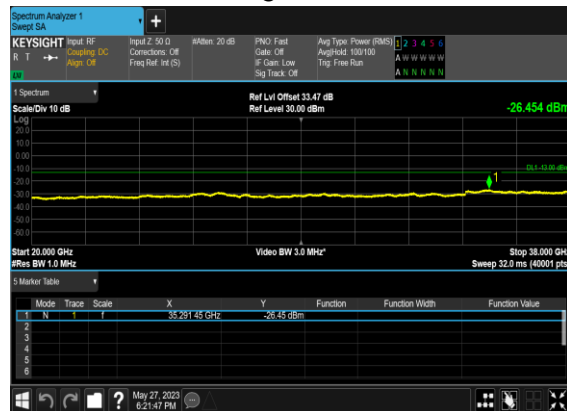 Spectrum Analyzer 1
Swept SA
+
KEYSIGHT
R T
Input: RF
Coupling: DC
Align: Off
Input Z: 50 Ω
Corrections: Off
Freq Ref: Int (S)
#Atten: 20 dB
PNO: Fast
Gate: Off
IF Gain: Low
Sig Track: Off
Avg Type: Power (RMS)
Avg|Hold: 100/100
Trig: Free Run
1 2 3 4 5 6
A W W W W W
A N N N N N
1 Spectrum
Scale/Div 10 dB
Ref Lvl Offset 33.47 dB
Ref Level 30.00 dBm
-26.454 dBm
Log
20.0
10.0
0.00
-10.0
DL1 -13.00 dBm
1
-20.0
-30.0
-40.0
-50.0
-60.0
Start 20.000 GHz
#Res BW 1.0 MHz
Video BW 3.0 MHz*
Stop 38.000 GH
Sweep 32.0 ms (40001 pts
5 Marker Table
Mode Trace Scale X Y Function Function Width Function Value
1 N 1 f 35.291 45 GHz -26.45 dBm
2
3
4
5
6
?
May 27, 2023
6:21:47 PM